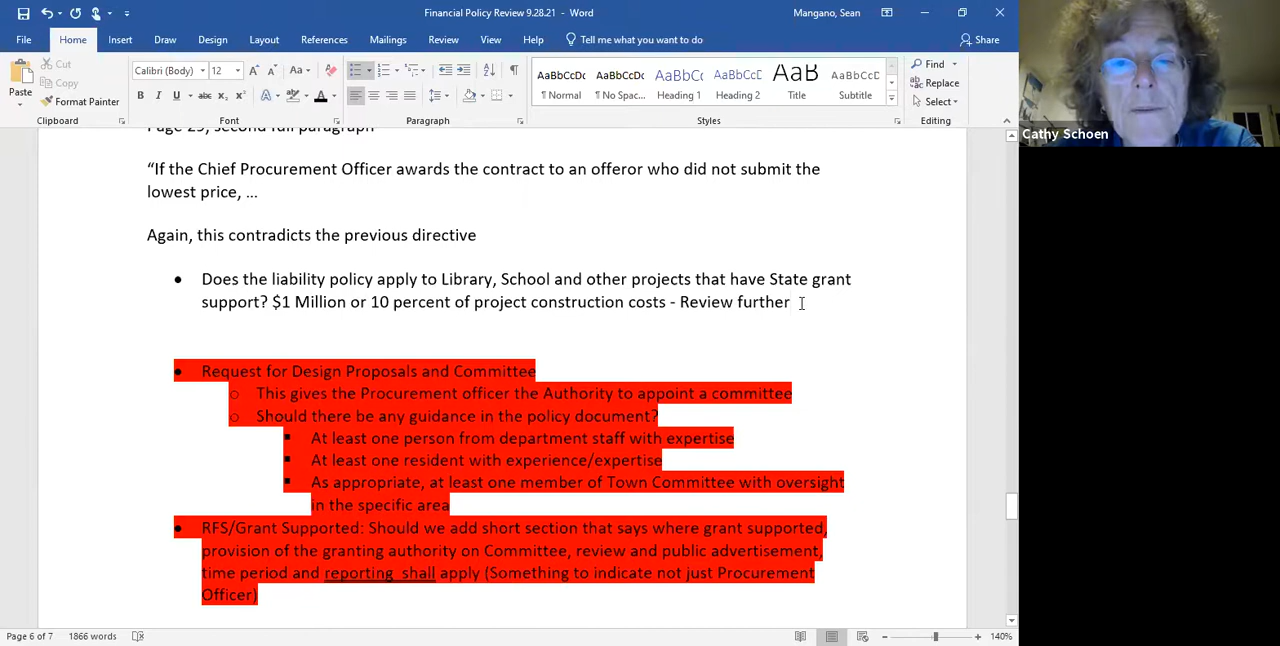 Financial Policy Review 9.28.21 - Word
Mangano, Sean
File Home Insert Draw Design Layout References Mailings Review View Help Tell me what you want to do Share
Paste
Cut
Copy
Format Painter
Clipboard
Calibri (Body) 12
Font
Paragraph
AaBbCcDc AaBbCcDc AaBbC AaBbCcD AaB AaBbCcD
¶ Normal ¶ No Spac... Heading 1 Heading 2 Title Subtitle
Styles
Find
Replace
Select
Editing
Cathy Schoen
Page 29, second full paragraph
“If the Chief Procurement Officer awards the contract to an offeror who did not submit the
lowest price, ...
Again, this contradicts the previous directive
• Does the liability policy apply to Library, School and other projects that have State grant
support? $1 Million or 10 percent of project construction costs - Review further
• Request for Design Proposals and Committee
o This gives the Procurement officer the Authority to appoint a committee
o Should there be any guidance in the policy document?
▪ At least one person from department staff with expertise
▪ At least one resident with experience/expertise
▪ As appropriate, at least one member of Town Committee with oversight
in the specific area
• RFS/Grant Supported: Should we add short section that says where grant supported,
provision of the granting authority on Committee, review and public advertisement,
time period and reporting shall apply (Something to indicate not just Procurement
Officer)
Page 6 of 7 1866 words 140%